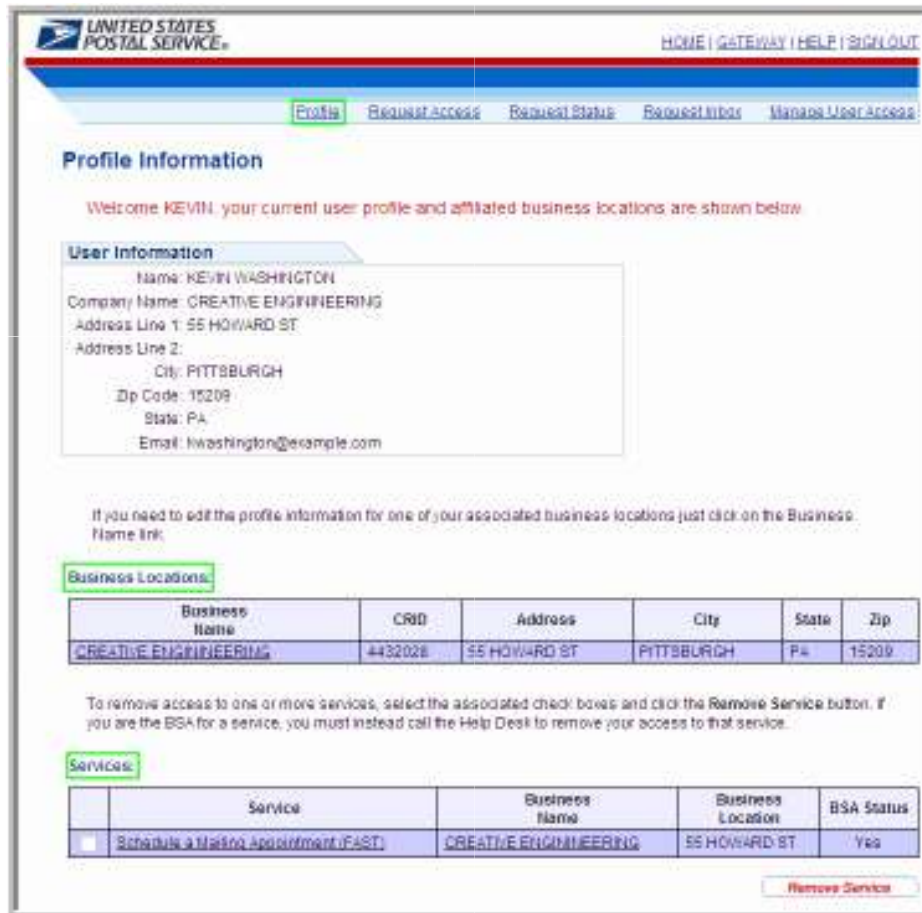 UNITED STATES
POSTAL SERVICE®
HOME | GATEWAY | HELP | SIGN OUT
Profile Request Access Request Status Request Inbox Manage User Access
Profile Information
Welcome KEVIN, your current user profile and affiliated business locations are shown below.
User Information
Name: KEVIN WASHINGTON
Company Name: CREATIVE ENGININEERING
Address Line 1: 55 HOWARD ST
Address Line 2:
City: PITTSBURGH
Zip Code: 15209
State: PA
Email: kwashington@example.com
If you need to edit the profile information for one of your associated business locations just click on the Business
Name link.
Business Locations:
Business Name CRID Address City State Zip
CREATIVE ENGININEERING 4432028 55 HOWARD ST PITTSBURGH PA 15209
To remove access to one or more services, select the associated check boxes and click the Remove Service button. If
you are the BSA for a service, you must instead call the Help Desk to remove your access to that service.
Services:
Service Business Name Business Location BSA Status
Schedule a Mailing Appointment (FAST) CREATIVE ENGININEERING 55 HOWARD ST Yes
Remove Service